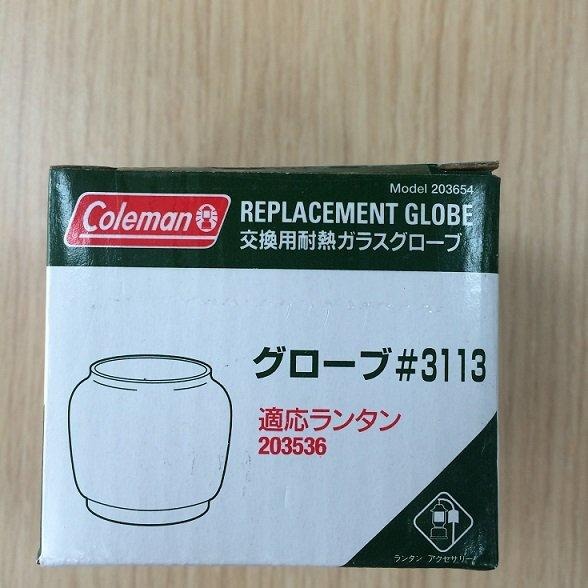 Model 203654
Coleman
REPLACEMENT GLOBE
交換用耐熱ガラスグローブ
グローブ#3113
適応ランタン
203536
ランタン アクセサリー